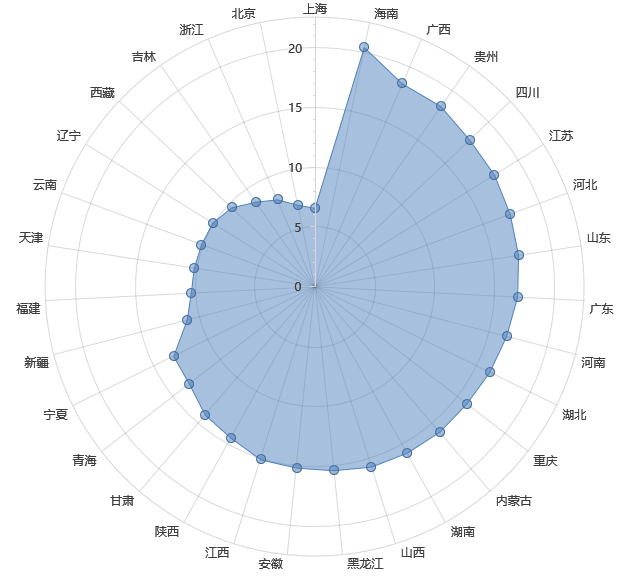 上海
海南
广西
贵州
四川
江苏
河北
山东
广东
河南
湖北
重庆
内蒙古
湖南
山西
黑龙江
安徽
江西
陕西
甘肃
青海
宁夏
新疆
福建
天津
云南
辽宁
西藏
吉林
浙江
北京
20
15
10
5
0